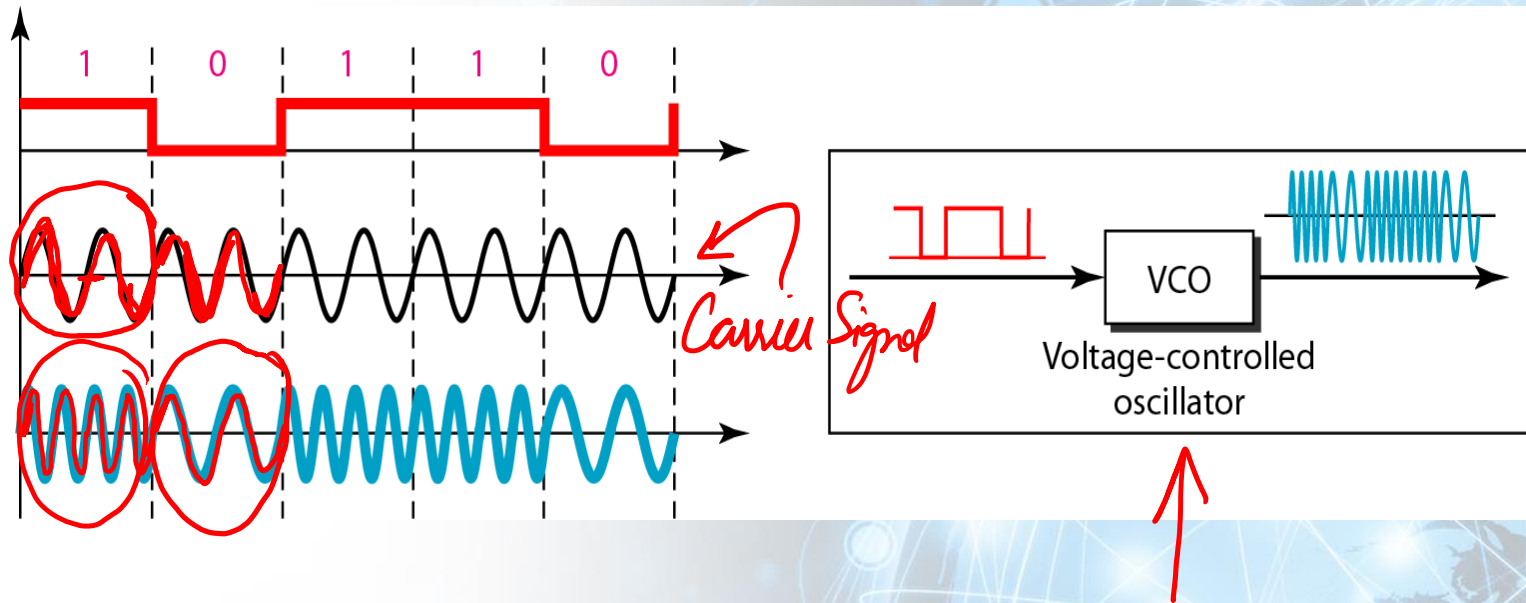 1 0 1 1 0
VCO
Carrier Signal
Voltage-controlled
oscillator